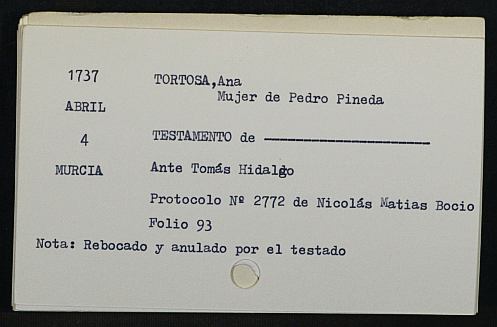 1737 TORTOSA,Ana
Mujer de Pedro Pineda
ABRIL
4 TESTAMENTO de ----------------------
MURCIA Ante Tomás Hidalgo
Protocolo Nº 2772 de Nicolás Matias Bocio
Folio 93
Nota: Rebocado y anulado por el testado